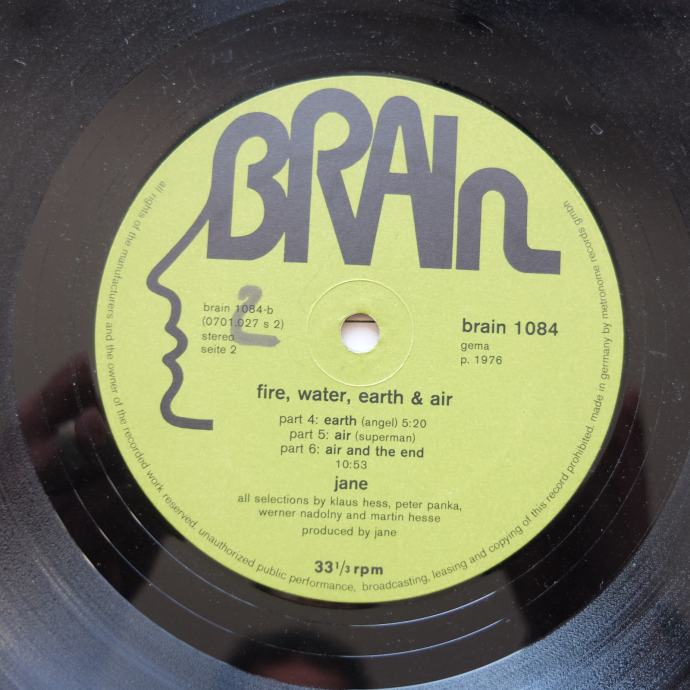 BRAIN
brain 1084-b
(0701.027 s 2)
stereo
seite 2
2
brain 1084
gema
p. 1976
fire, water, earth & air
part 4: earth (angel) 5:20
part 5: air (superman)
part 6: air and the end
10:53
jane
all selections by klaus hess, peter panka,
werner nadolny and martin hesse
produced by jane
33 1/3 rpm
all rights of the manufacturers and the owner of the recorded work reserved. unauthorized public performance, broadcasting, leasing and copying of this record prohibited. made in germany by metronome records gmbh